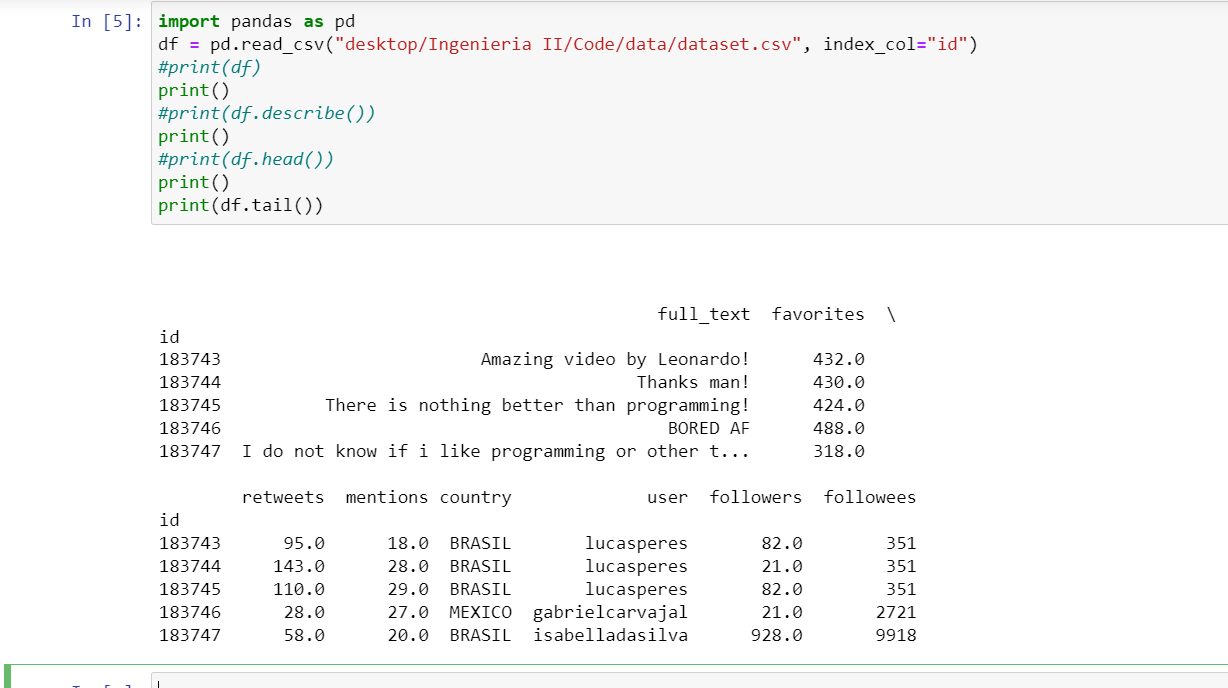 In [5]: import pandas as pd
df = pd.read_csv("desktop/Ingenieria II/Code/data/dataset.csv", index_col="id")
#print(df)
print()
#print(df.describe())
print()
#print(df.head())
print()
print(df.tail())
full_text favorites \
id
183743 Amazing video by Leonardo! 432.0
183744 Thanks man! 430.0
183745 There is nothing better than programming! 424.0
183746 BORED AF 488.0
183747 I do not know if i like programming or other t... 318.0
retweets mentions country user followers followees
id
183743 95.0 18.0 BRASIL lucasperes 82.0 351
183744 143.0 28.0 BRASIL lucasperes 21.0 351
183745 110.0 29.0 BRASIL lucasperes 82.0 351
183746 28.0 27.0 MEXICO gabrielcarvajal 21.0 2721
183747 58.0 20.0 BRASIL isabelladasilva 928.0 9918